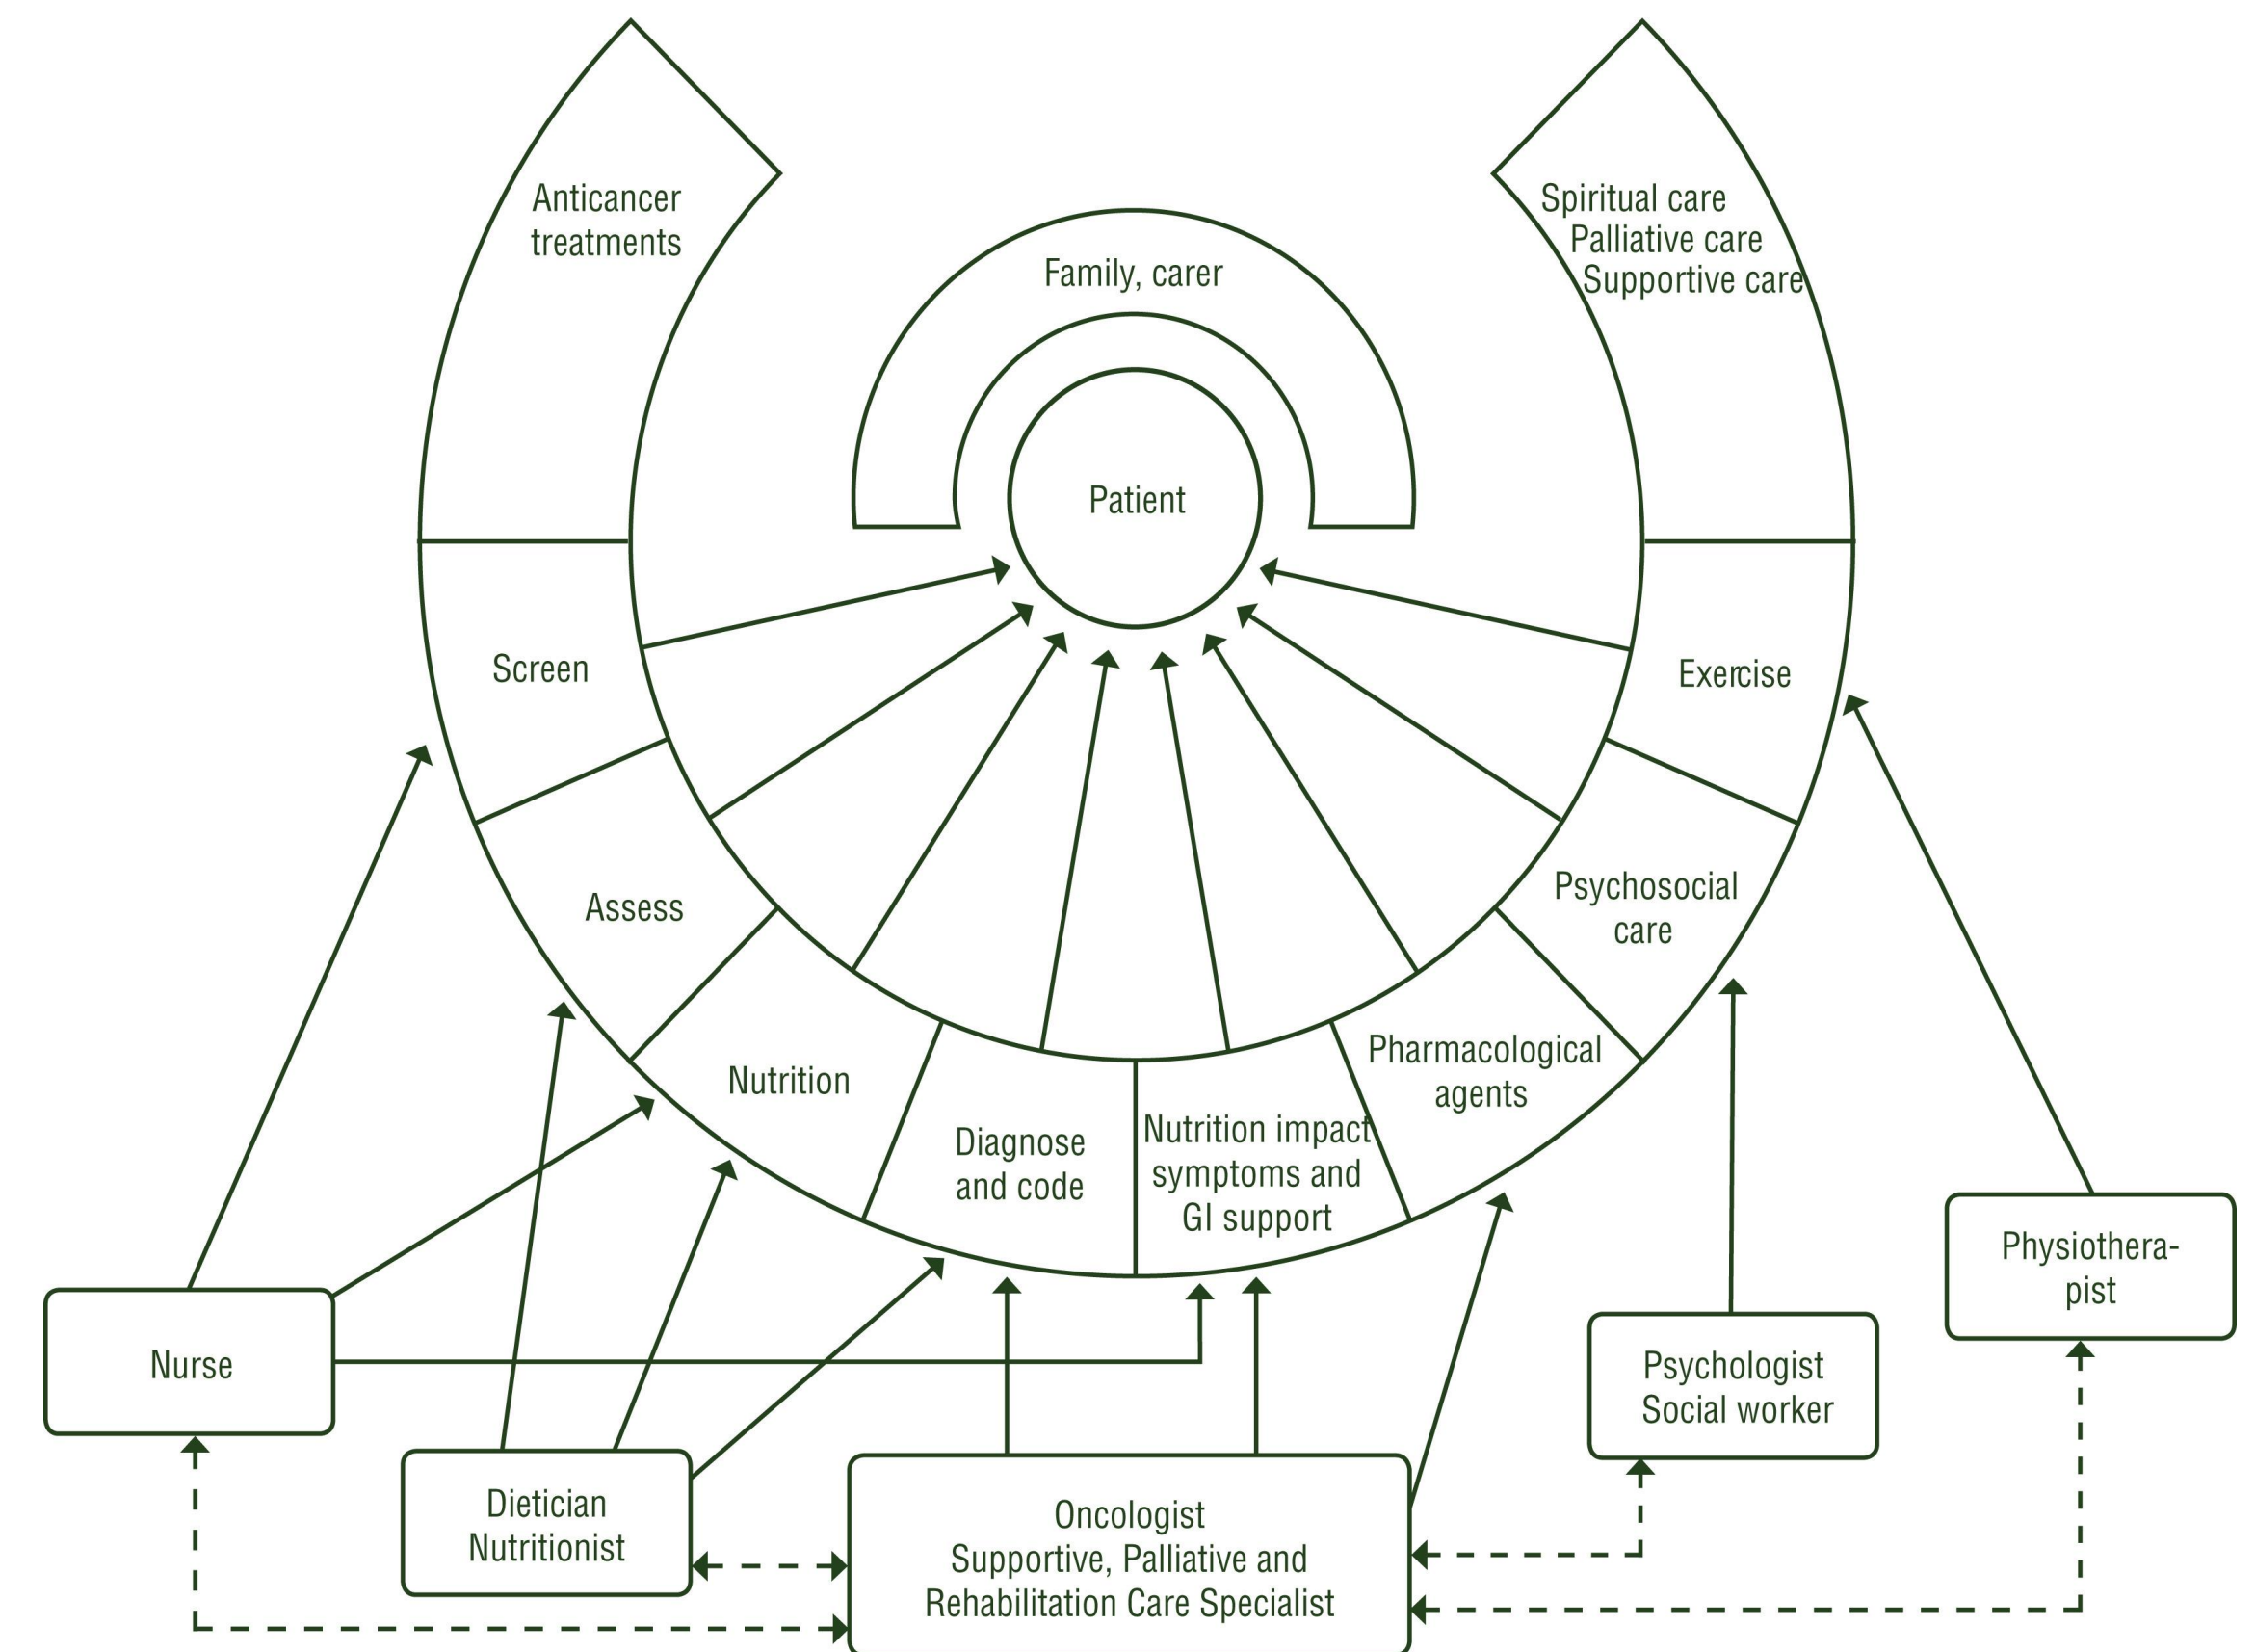 Anticancer
treatments
Spiritual care
Palliative care
Supportive care
Family, carer
Patient
Screen
Exercise
Assess
Psychosocial
care
Nutrition
Pharmacological
agents
Diagnose
and code
Nutrition impact
symptoms and
GI support
Physiothera-
pist
Nurse
Psychologist
Social worker
Dietician
Nutritionist
Oncologist
Supportive, Palliative and
Rehabilitation Care Specialist